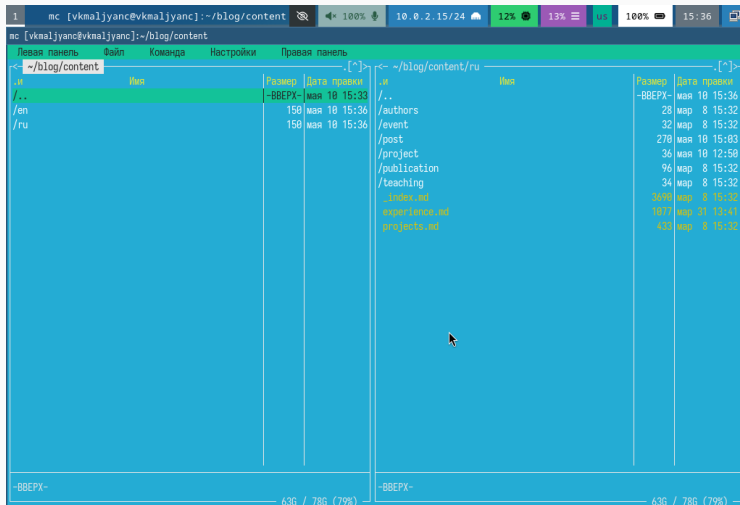 1 mc [vkmaljyanc@vkmaljyanc]:~/blog/content 100% 10.0.2.15/24 12% 13% us 100% 15:36
mc [vkmaljyanc@vkmaljyanc]:~/blog/content
Левая панель Файл Команда Настройки Правая панель
<- ~/blog/content .[^]> <- ~/blog/content/ru .[^]>
.и Имя Размер Дата правки .и Имя Размер Дата правки
/.. -ВВЕРХ- мая 10 15:33 /.. -ВВЕРХ- мая 10 15:36
/en 150 мая 10 15:36 /authors 28 мар 8 15:32
/ru 150 мая 10 15:36 /event 32 мар 8 15:32
/post 270 мая 10 15:03
/project 36 мая 10 12:50
/publication 96 мар 8 15:32
/teaching 34 мар 8 15:32
_index.md 3690 мар 8 15:32
experience.md 1077 мар 31 13:41
projects.md 433 мар 8 15:32
-ВВЕРХ- -ВВЕРХ-
63G / 78G (79%) 63G / 78G (79%)